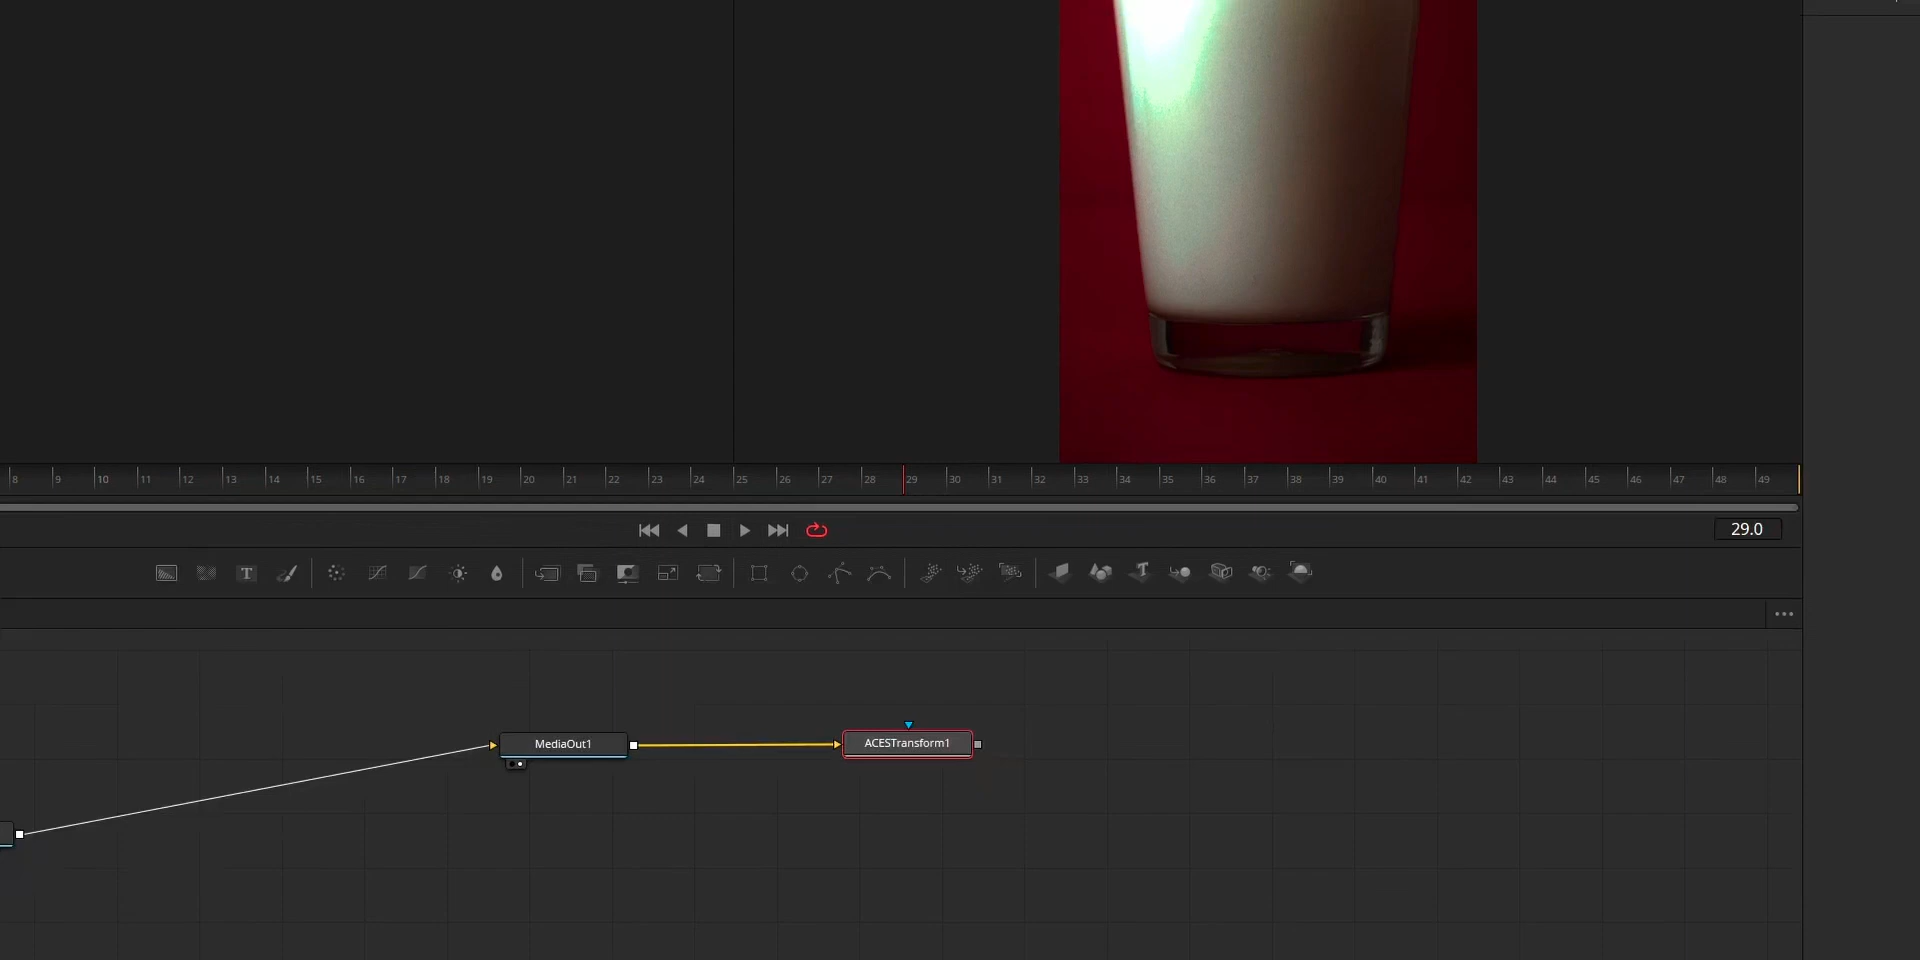 8 9 10 11 12 13 14 15 16 17 18 19 20 21 22 23 24 25 26 27 28 29 30 31 32 33 34 35 36 37 38 39 40 41 42 43 44 45 46 47 48 49
29.0
T
MediaOut1
ACESTransform1